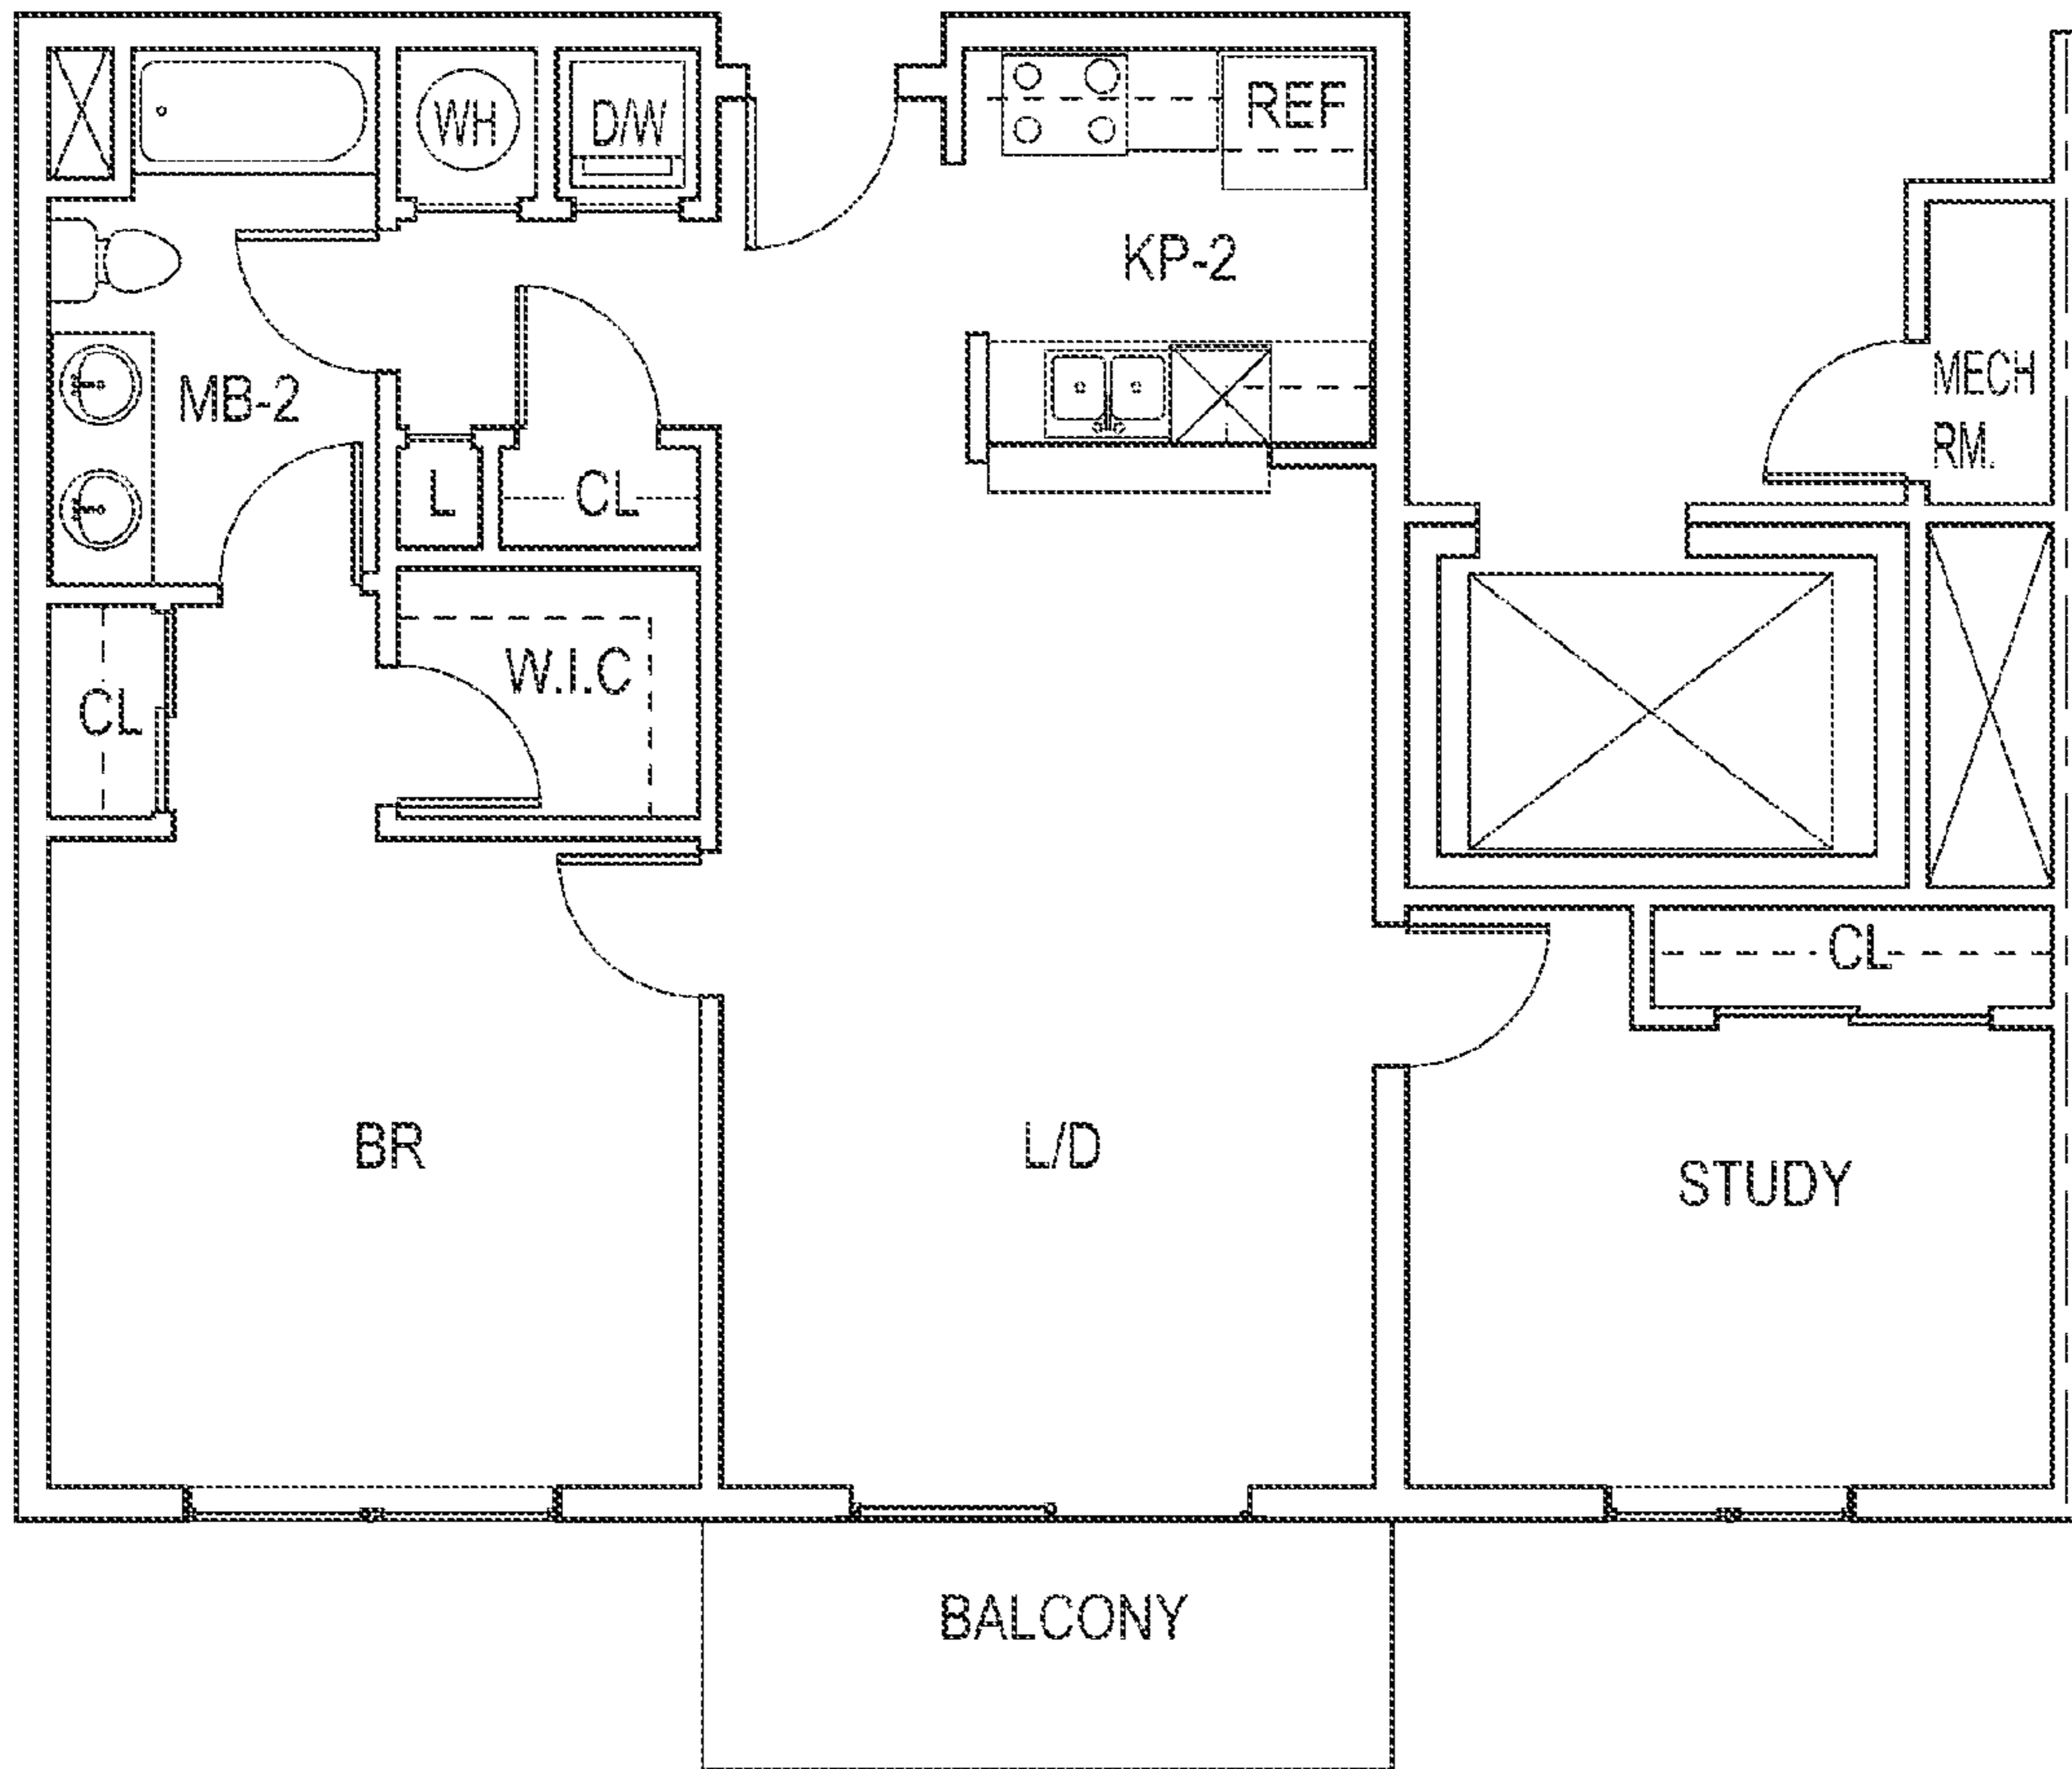 WH
D/W
REF
KP-2
MB-2
MECH
RM.
L
CL
W.I.C
CL
CL
BR
L/D
STUDY
BALCONY